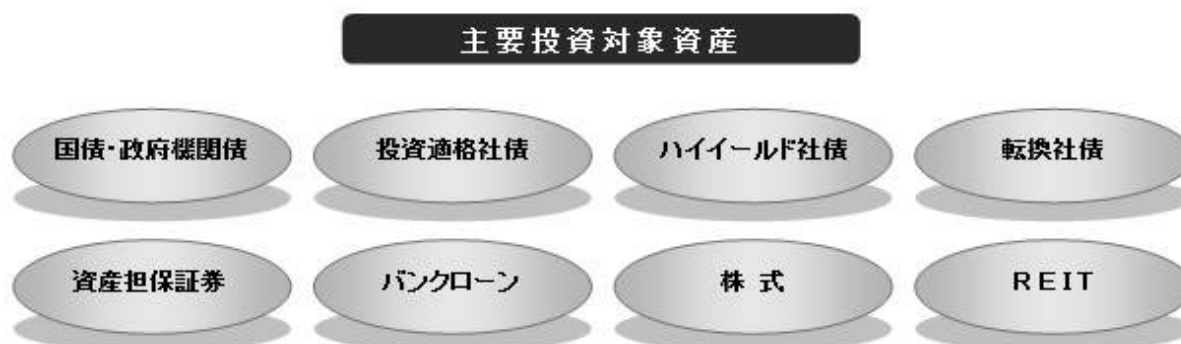 主要投資対象資産
国債・政府機関債
投資適格社債
ハイイールド社債
転換社債
資産担保証券
バンクローン
株 式
REIT